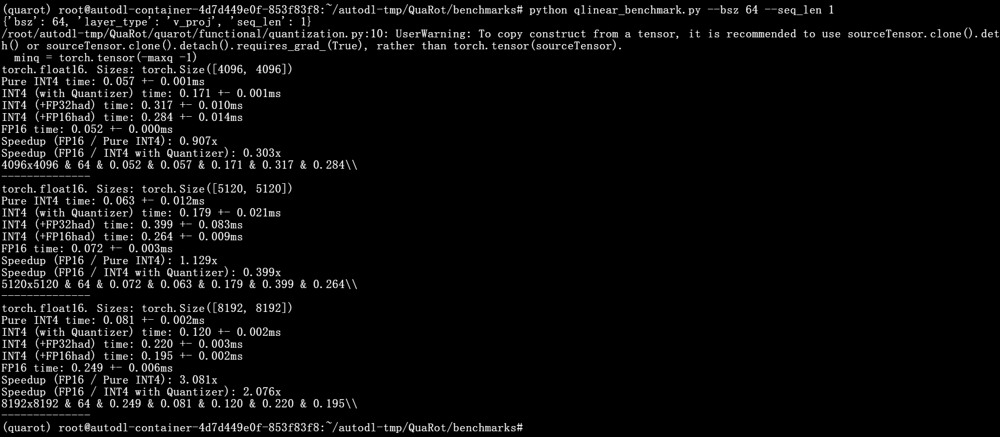 (quarot) root@autodl-container-4d7d449e0f-853f83f8:~/autodl-tmp/QuaRot/benchmarks# python qlinear_benchmark.py --bsz 64 --seq_len 1
{'bsz': 64, 'layer_type': 'v_proj', 'seq_len': 1}
/root/autodl-tmp/QuaRot/quarot/functional/quantization.py:10: UserWarning: To copy construct from a tensor, it is recommended to use sourceTensor.clone().det
h() or sourceTensor.clone().detach().requires_grad_(True), rather than torch.tensor(sourceTensor).
  minq = torch.tensor(-maxq -1)
torch.float16. Sizes: torch.Size([4096, 4096])
Pure INT4 time: 0.057 +- 0.001ms
INT4 (with Quantizer) time: 0.171 +- 0.001ms
INT4 (+FP32had) time: 0.317 +- 0.010ms
INT4 (+FP16had) time: 0.284 +- 0.014ms
FP16 time: 0.052 +- 0.000ms
Speedup (FP16 / Pure INT4): 0.907x
Speedup (FP16 / INT4 with Quantizer): 0.303x
4096x4096 & 64 & 0.052 & 0.057 & 0.171 & 0.317 & 0.284\\
--------------
torch.float16. Sizes: torch.Size([5120, 5120])
Pure INT4 time: 0.063 +- 0.012ms
INT4 (with Quantizer) time: 0.179 +- 0.021ms
INT4 (+FP32had) time: 0.399 +- 0.083ms
INT4 (+FP16had) time: 0.264 +- 0.009ms
FP16 time: 0.072 +- 0.003ms
Speedup (FP16 / Pure INT4): 1.129x
Speedup (FP16 / INT4 with Quantizer): 0.399x
5120x5120 & 64 & 0.072 & 0.063 & 0.179 & 0.399 & 0.264\\
--------------
torch.float16. Sizes: torch.Size([8192, 8192])
Pure INT4 time: 0.081 +- 0.002ms
INT4 (with Quantizer) time: 0.120 +- 0.002ms
INT4 (+FP32had) time: 0.220 +- 0.003ms
INT4 (+FP16had) time: 0.195 +- 0.002ms
FP16 time: 0.249 +- 0.006ms
Speedup (FP16 / Pure INT4): 3.081x
Speedup (FP16 / INT4 with Quantizer): 2.076x
8192x8192 & 64 & 0.249 & 0.081 & 0.120 & 0.220 & 0.195\\
--------------
(quarot) root@autodl-container-4d7d449e0f-853f83f8:~/autodl-tmp/QuaRot/benchmarks#